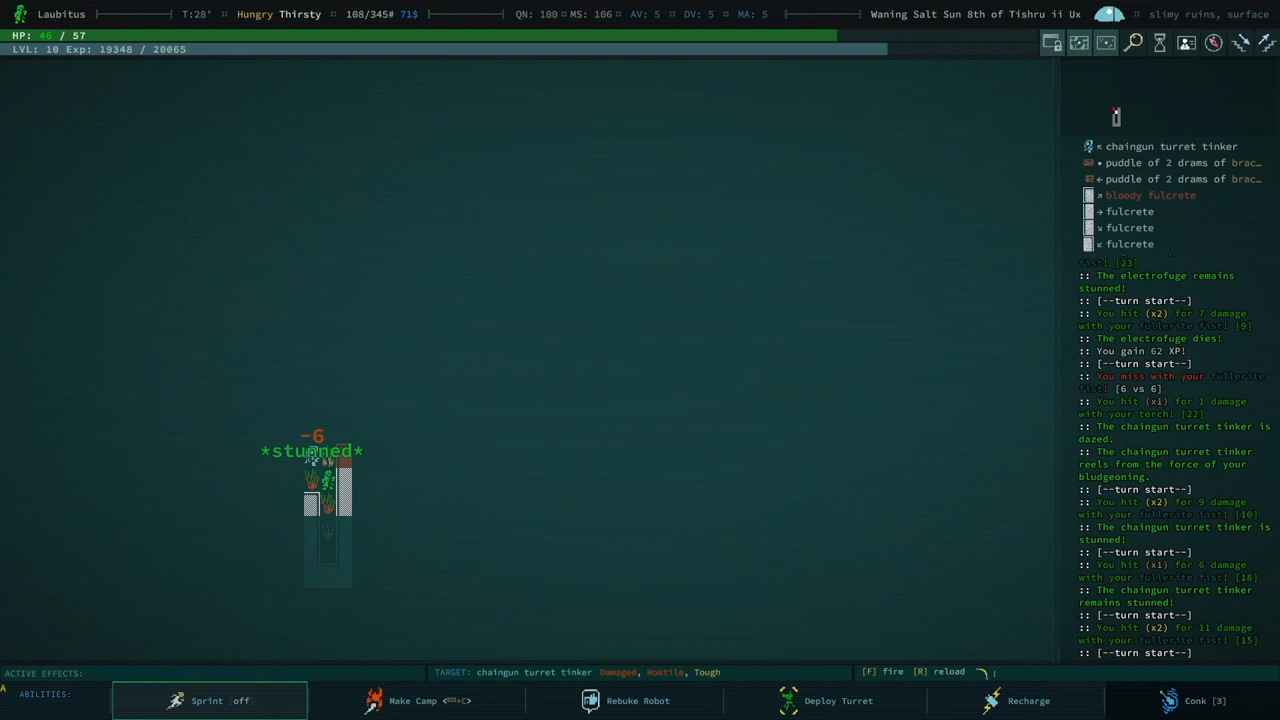 Laubitus T:28° :: Hungry Thirsty :: 108/345# 71$ QN: 100 :: MS: 106 :: AV: 5 :: DV: 5 :: MA: 5 Waning Salt Sun 8th of Tishru ii Ux :: slimy ruins, surface
HP: 46 / 57
LVL: 10 Exp: 19348 / 20065
chaingun turret tinker
puddle of 2 drams of brac…
puddle of 2 drams of brac…
bloody fulcrete
fulcrete
fulcrete
fulcrete
fist! [23]
:: The electrofuge remains
stunned!
:: [--turn start--]
:: You hit (x2) for 7 damage
with your fullerite fist! [9]
:: The electrofuge dies!
:: You gain 62 XP!
:: [--turn start--]
:: You miss with your fullerite
fist! [6 vs 6]
:: You hit (x1) for 1 damage
with your torch! [22]
:: The chaingun turret tinker is
dazed.
:: The chaingun turret tinker
reels from the force of your
bludgeoning.
:: [--turn start--]
:: You hit (x2) for 9 damage
with your fullerite fist! [10]
:: The chaingun turret tinker is
stunned!
:: [--turn start--]
:: You hit (x1) for 6 damage
with your fullerite fist! [18]
:: The chaingun turret tinker
remains stunned!
:: [--turn start--]
:: You hit (x2) for 11 damage
with your fullerite fist! [15]
:: [--turn start--]
-6
*stunned*
ACTIVE EFFECTS: TARGET: chaingun turret tinker Damaged, Hostile, Tough [F] fire [R] reload
A ABILITIES: Sprint [off] Make Camp <C> Rebuke Robot Deploy Turret Recharge Conk [3]